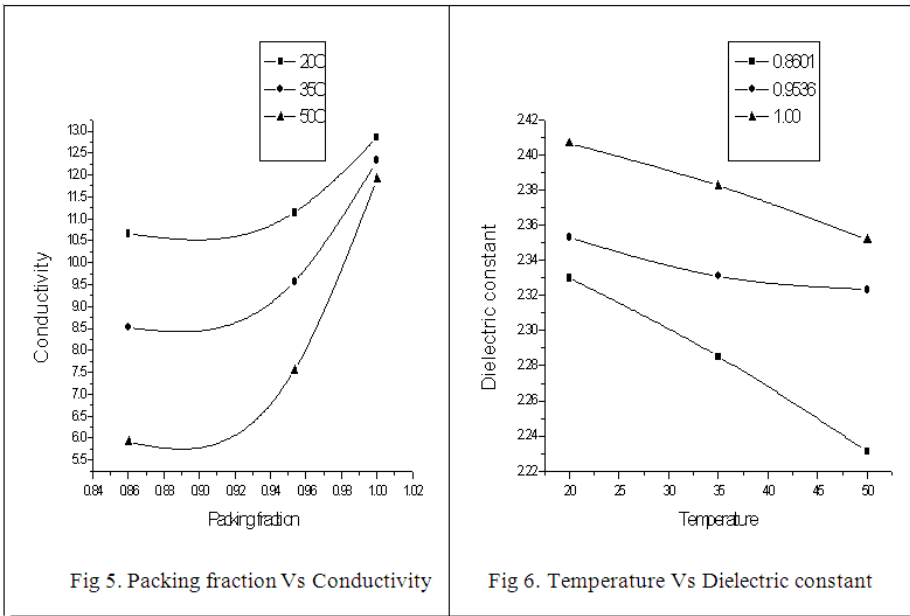 20C
35C
50C
13.0
12.5
12.0
11.5
11.0
10.5
10.0
9.5
9.0
8.5
8.0
7.5
7.0
6.5
6.0
5.5
Conductivity
0.84 0.86 0.88 0.90 0.92 0.94 0.96 0.98 1.00 1.02
Packing fraction
Fig 5. Packing fraction Vs Conductivity
0.8601
0.9536
1.00
2.42
2.40
2.38
2.36
2.34
2.32
2.30
2.28
2.26
2.24
2.22
Dielectric constant
20 25 30 35 40 45 50
Temperature
Fig 6. Temperature Vs Dielectric constant